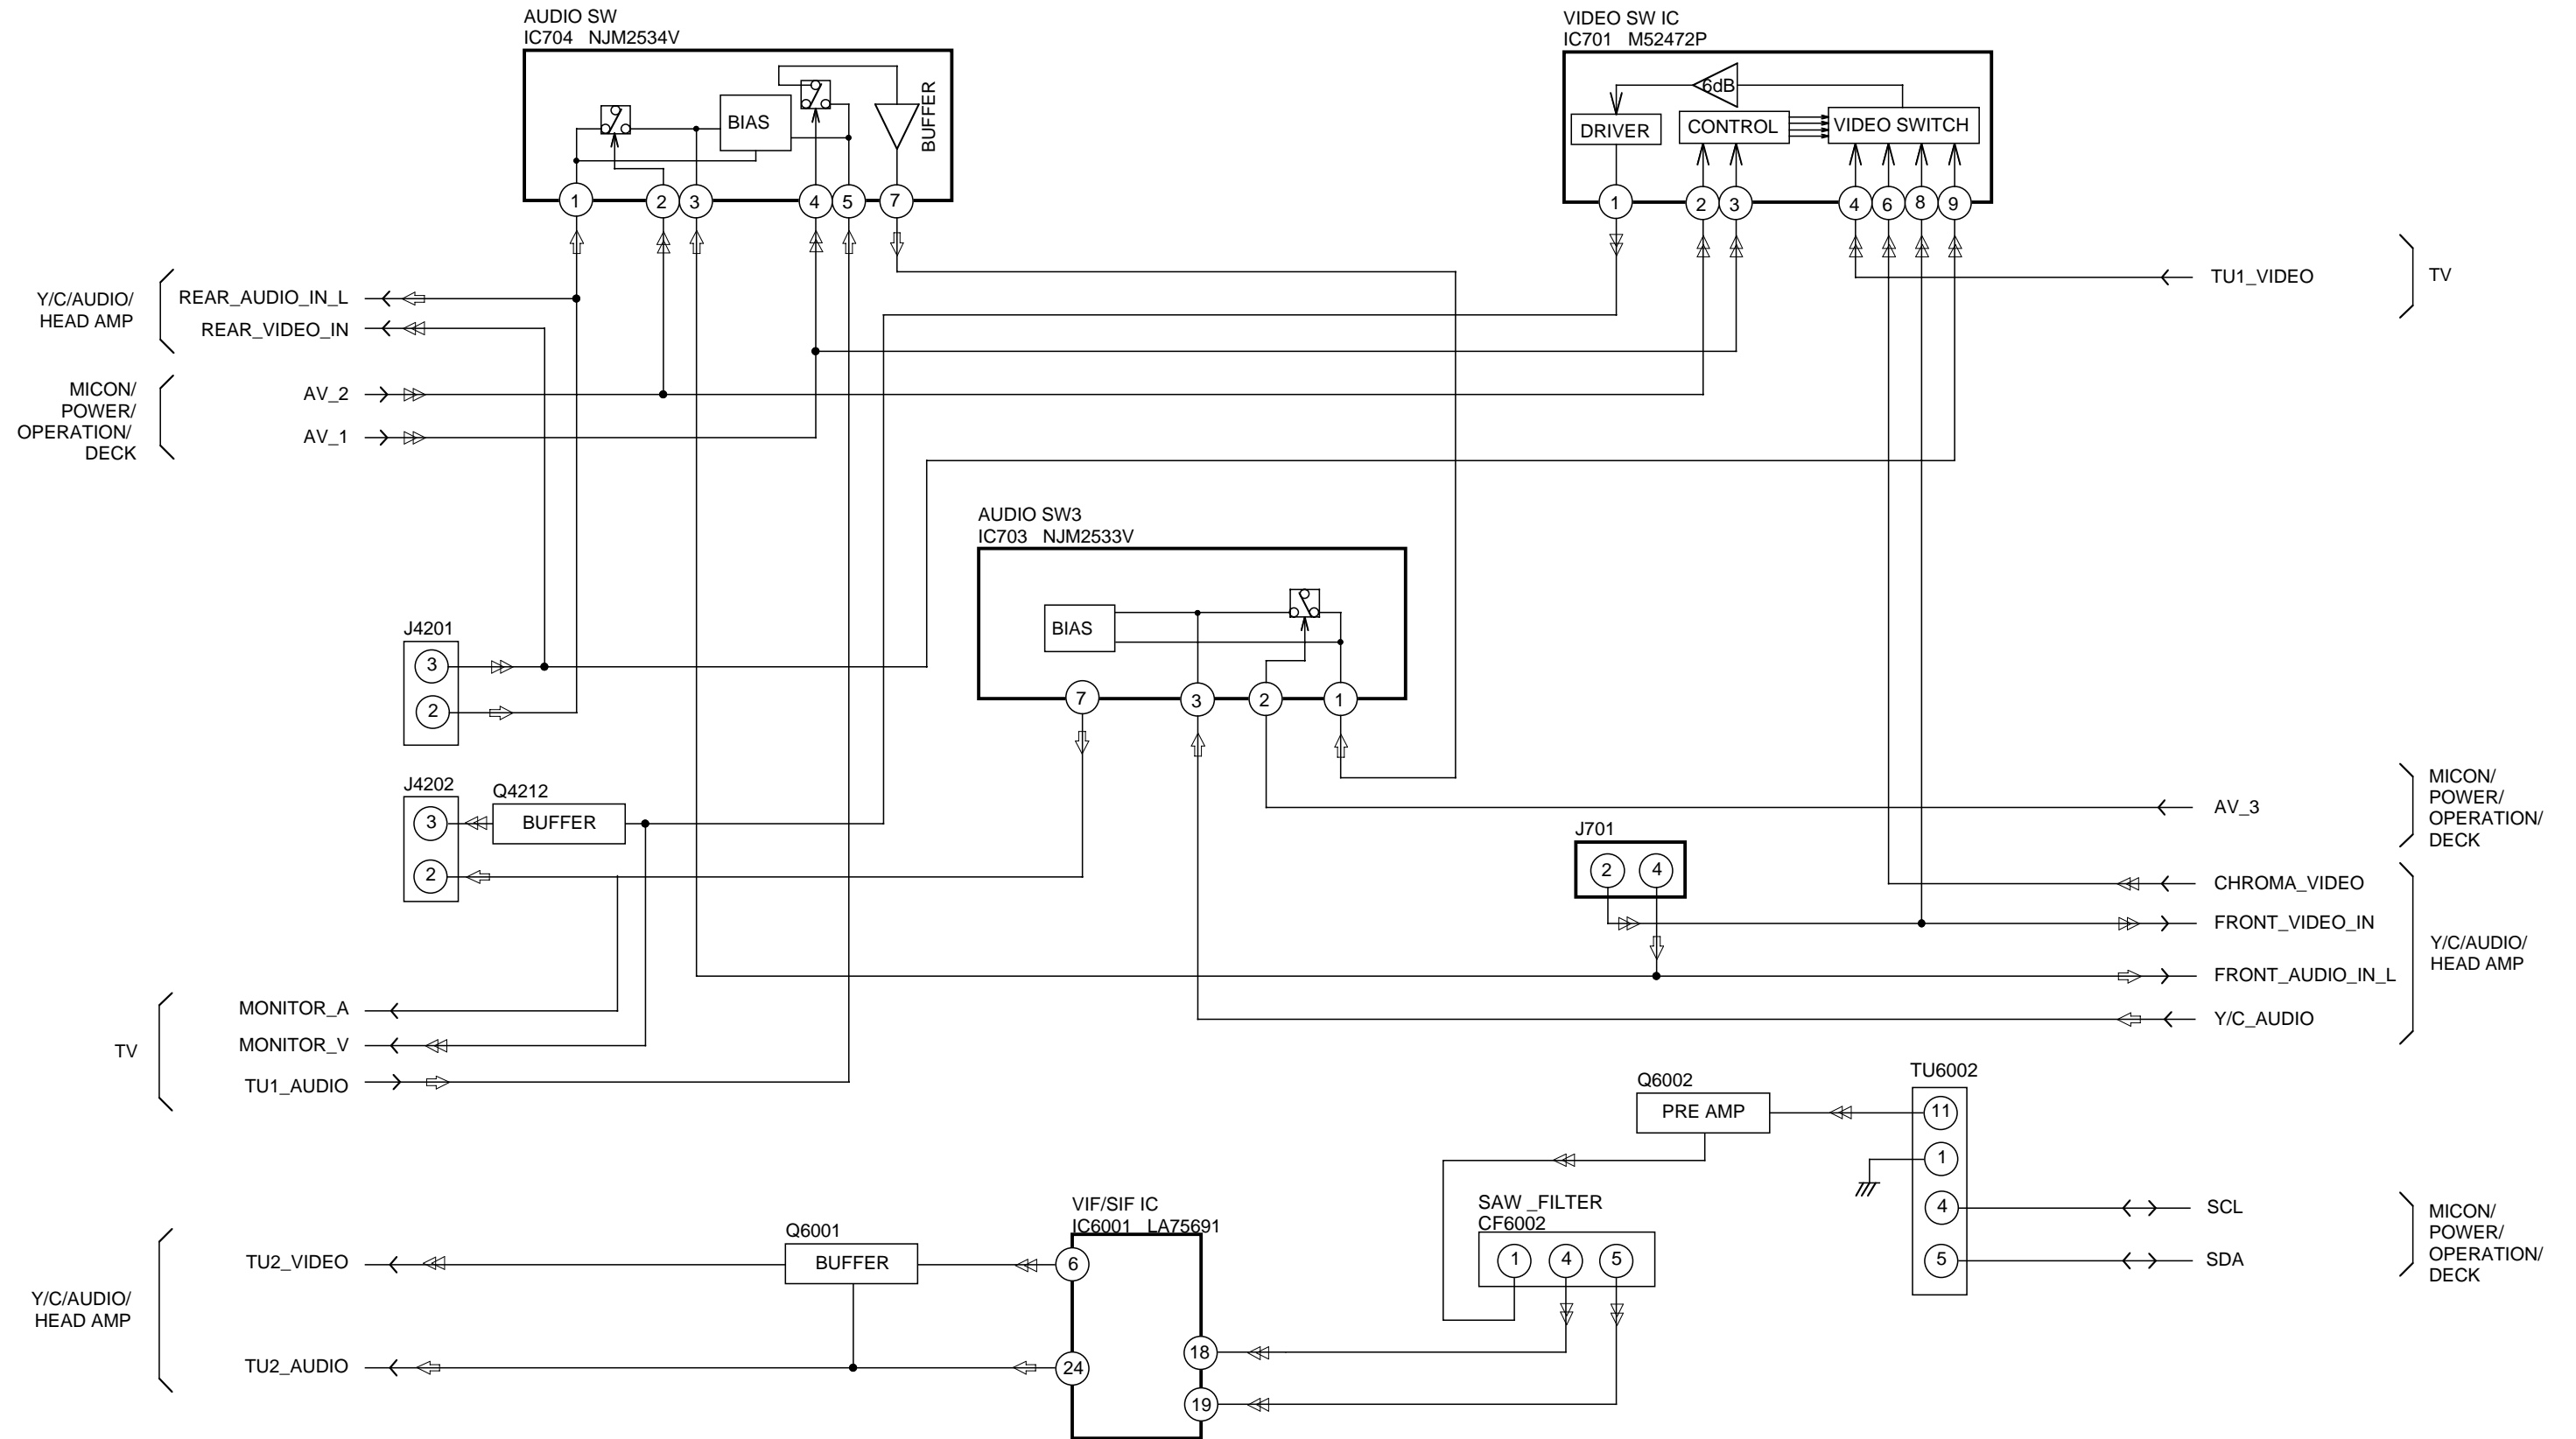 AUDIO SW
IC704 NJM2534V
BIAS
BUFFER
1
2
3
4
5
7
VIDEO SW IC
IC701 M52472P
6dB
DRIVER
CONTROL
VIDEO SWITCH
1
2
3
4
6
8
9
Y/C/AUDIO/
HEAD AMP
REAR_AUDIO_IN_L
REAR_VIDEO_IN
TU1_VIDEO
TV
MICON/
POWER/
OPERATION/
DECK
AV_2
AV_1
AUDIO SW3
IC703 NJM2533V
BIAS
7
3
2
1
J4201
3
2
J4202
3
2
Q4212
BUFFER
J701
2
4
AV_3
MICON/
POWER/
OPERATION/
DECK
CHROMA_VIDEO
FRONT_VIDEO_IN
FRONT_AUDIO_IN_L
Y/C_AUDIO
Y/C/AUDIO/
HEAD AMP
TV
MONITOR_A
MONITOR_V
TU1_AUDIO
Q6002
PRE AMP
TU6002
11
1
4
5
SCL
SDA
MICON/
POWER/
OPERATION/
DECK
SAW _FILTER
CF6002
1
4
5
VIF/SIF IC
IC6001 LA75691
6
24
18
19
Q6001
BUFFER
TU2_VIDEO
TU2_AUDIO
Y/C/AUDIO/
HEAD AMP